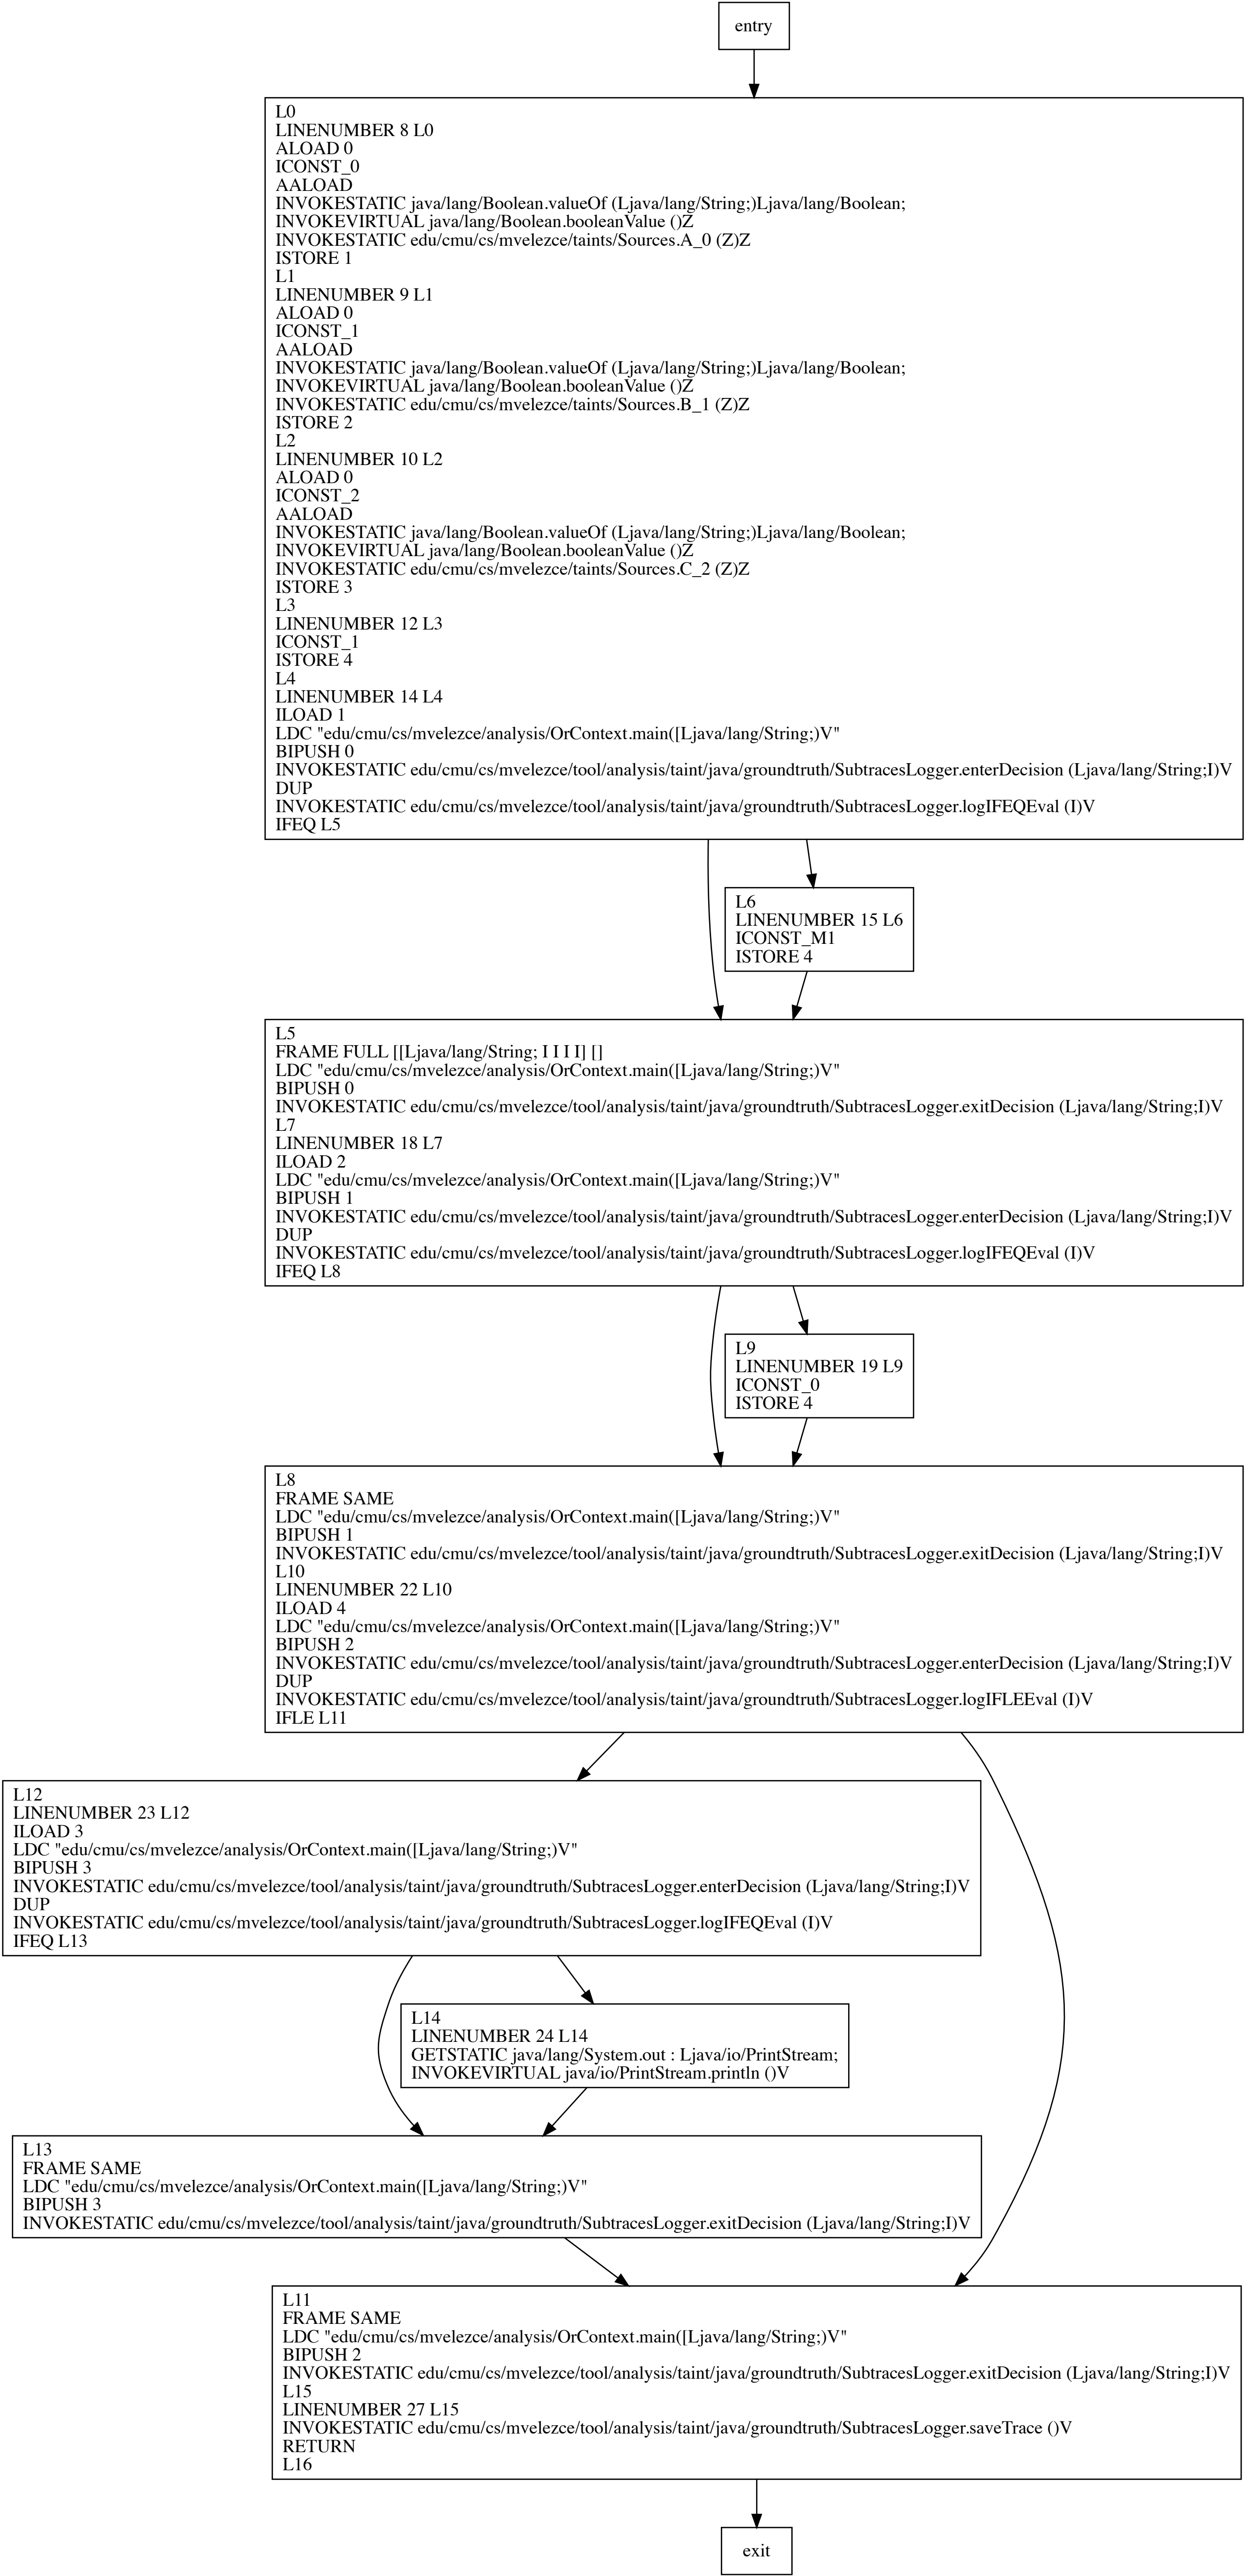 entry
L0
LINENUMBER 8 L0
ALOAD 0
ICONST_0
AALOAD
INVOKESTATIC java/lang/Boolean.valueOf (Ljava/lang/String;)Ljava/lang/Boolean;
INVOKEVIRTUAL java/lang/Boolean.booleanValue ()Z
INVOKESTATIC edu/cmu/cs/mvelezce/taints/Sources.A_0 (Z)Z
ISTORE 1
L1
LINENUMBER 9 L1
ALOAD 0
ICONST_1
AALOAD
INVOKESTATIC java/lang/Boolean.valueOf (Ljava/lang/String;)Ljava/lang/Boolean;
INVOKEVIRTUAL java/lang/Boolean.booleanValue ()Z
INVOKESTATIC edu/cmu/cs/mvelezce/taints/Sources.B_1 (Z)Z
ISTORE 2
L2
LINENUMBER 10 L2
ALOAD 0
ICONST_2
AALOAD
INVOKESTATIC java/lang/Boolean.valueOf (Ljava/lang/String;)Ljava/lang/Boolean;
INVOKEVIRTUAL java/lang/Boolean.booleanValue ()Z
INVOKESTATIC edu/cmu/cs/mvelezce/taints/Sources.C_2 (Z)Z
ISTORE 3
L3
LINENUMBER 12 L3
ICONST_1
ISTORE 4
L4
LINENUMBER 14 L4
ILOAD 1
LDC "edu/cmu/cs/mvelezce/analysis/OrContext.main([Ljava/lang/String;)V"
BIPUSH 0
INVOKESTATIC edu/cmu/cs/mvelezce/tool/analysis/taint/java/groundtruth/SubtracesLogger.enterDecision (Ljava/lang/String;I)V
DUP
INVOKESTATIC edu/cmu/cs/mvelezce/tool/analysis/taint/java/groundtruth/SubtracesLogger.logIFEQEval (I)V
IFEQ L5
L6
LINENUMBER 15 L6
ICONST_M1
ISTORE 4
L5
FRAME FULL [[Ljava/lang/String; I I I I] []
LDC "edu/cmu/cs/mvelezce/analysis/OrContext.main([Ljava/lang/String;)V"
BIPUSH 0
INVOKESTATIC edu/cmu/cs/mvelezce/tool/analysis/taint/java/groundtruth/SubtracesLogger.exitDecision (Ljava/lang/String;I)V
L7
LINENUMBER 18 L7
ILOAD 2
LDC "edu/cmu/cs/mvelezce/analysis/OrContext.main([Ljava/lang/String;)V"
BIPUSH 1
INVOKESTATIC edu/cmu/cs/mvelezce/tool/analysis/taint/java/groundtruth/SubtracesLogger.enterDecision (Ljava/lang/String;I)V
DUP
INVOKESTATIC edu/cmu/cs/mvelezce/tool/analysis/taint/java/groundtruth/SubtracesLogger.logIFEQEval (I)V
IFEQ L8
L9
LINENUMBER 19 L9
ICONST_0
ISTORE 4
L8
FRAME SAME
LDC "edu/cmu/cs/mvelezce/analysis/OrContext.main([Ljava/lang/String;)V"
BIPUSH 1
INVOKESTATIC edu/cmu/cs/mvelezce/tool/analysis/taint/java/groundtruth/SubtracesLogger.exitDecision (Ljava/lang/String;I)V
L10
LINENUMBER 22 L10
ILOAD 4
LDC "edu/cmu/cs/mvelezce/analysis/OrContext.main([Ljava/lang/String;)V"
BIPUSH 2
INVOKESTATIC edu/cmu/cs/mvelezce/tool/analysis/taint/java/groundtruth/SubtracesLogger.enterDecision (Ljava/lang/String;I)V
DUP
INVOKESTATIC edu/cmu/cs/mvelezce/tool/analysis/taint/java/groundtruth/SubtracesLogger.logIFLEEval (I)V
IFLE L11
L12
LINENUMBER 23 L12
ILOAD 3
LDC "edu/cmu/cs/mvelezce/analysis/OrContext.main([Ljava/lang/String;)V"
BIPUSH 3
INVOKESTATIC edu/cmu/cs/mvelezce/tool/analysis/taint/java/groundtruth/SubtracesLogger.enterDecision (Ljava/lang/String;I)V
DUP
INVOKESTATIC edu/cmu/cs/mvelezce/tool/analysis/taint/java/groundtruth/SubtracesLogger.logIFEQEval (I)V
IFEQ L13
L14
LINENUMBER 24 L14
GETSTATIC java/lang/System.out : Ljava/io/PrintStream;
INVOKEVIRTUAL java/io/PrintStream.println ()V
L13
FRAME SAME
LDC "edu/cmu/cs/mvelezce/analysis/OrContext.main([Ljava/lang/String;)V"
BIPUSH 3
INVOKESTATIC edu/cmu/cs/mvelezce/tool/analysis/taint/java/groundtruth/SubtracesLogger.exitDecision (Ljava/lang/String;I)V
L11
FRAME SAME
LDC "edu/cmu/cs/mvelezce/analysis/OrContext.main([Ljava/lang/String;)V"
BIPUSH 2
INVOKESTATIC edu/cmu/cs/mvelezce/tool/analysis/taint/java/groundtruth/SubtracesLogger.exitDecision (Ljava/lang/String;I)V
L15
LINENUMBER 27 L15
INVOKESTATIC edu/cmu/cs/mvelezce/tool/analysis/taint/java/groundtruth/SubtracesLogger.saveTrace ()V
RETURN
L16
exit